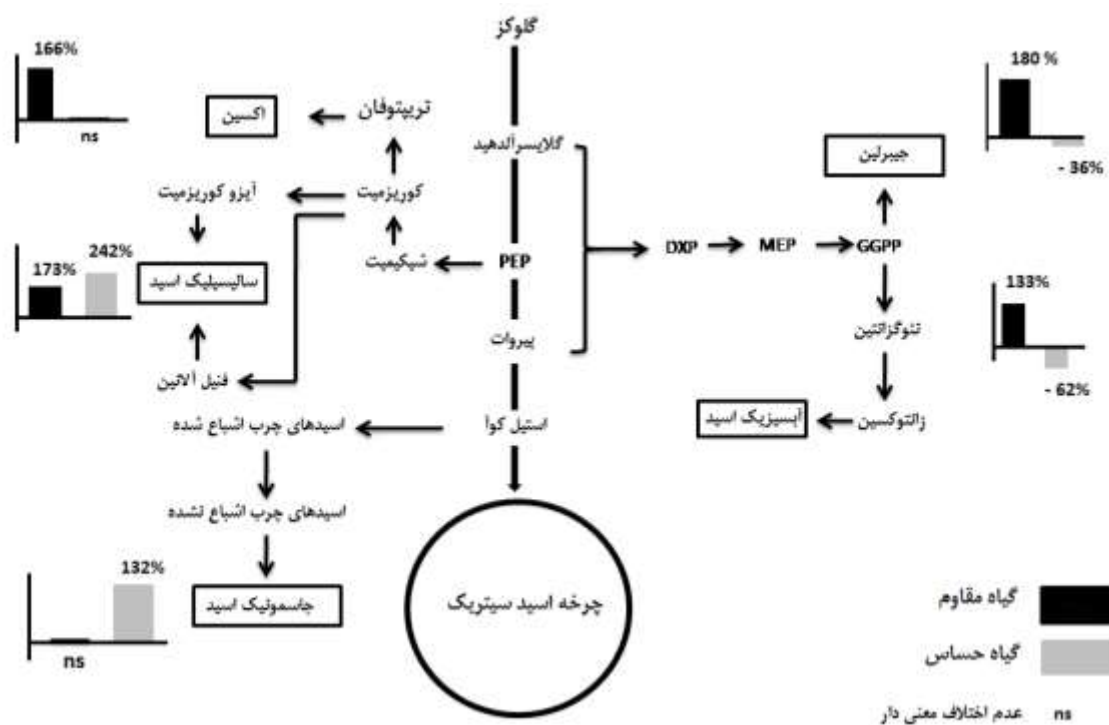 گلوکز
166%
ns
اکسین
تریپتوفان
گلایسرآلدهید
180 %
- 36%
جیبرلین
آیزو کوریزمیت
کوریزمیت
DXP
MEP
GGPP
PEP
شیکیمیت
173%
242%
سالیسیلیک اسید
133%
- 62%
نئوگزانتین
پیروات
فنیل آلانین
اسیدهای چرب اشباع شده
استیل کوآ
آبسیزیک اسید
زانتوکسین
اسیدهای چرب اشباع نشده
132%
ns
جاسمونیک اسید
چرخه اسید سیتریک
گیاه مقاوم
گیاه حساس
عدم اختلاف معنی دار
ns